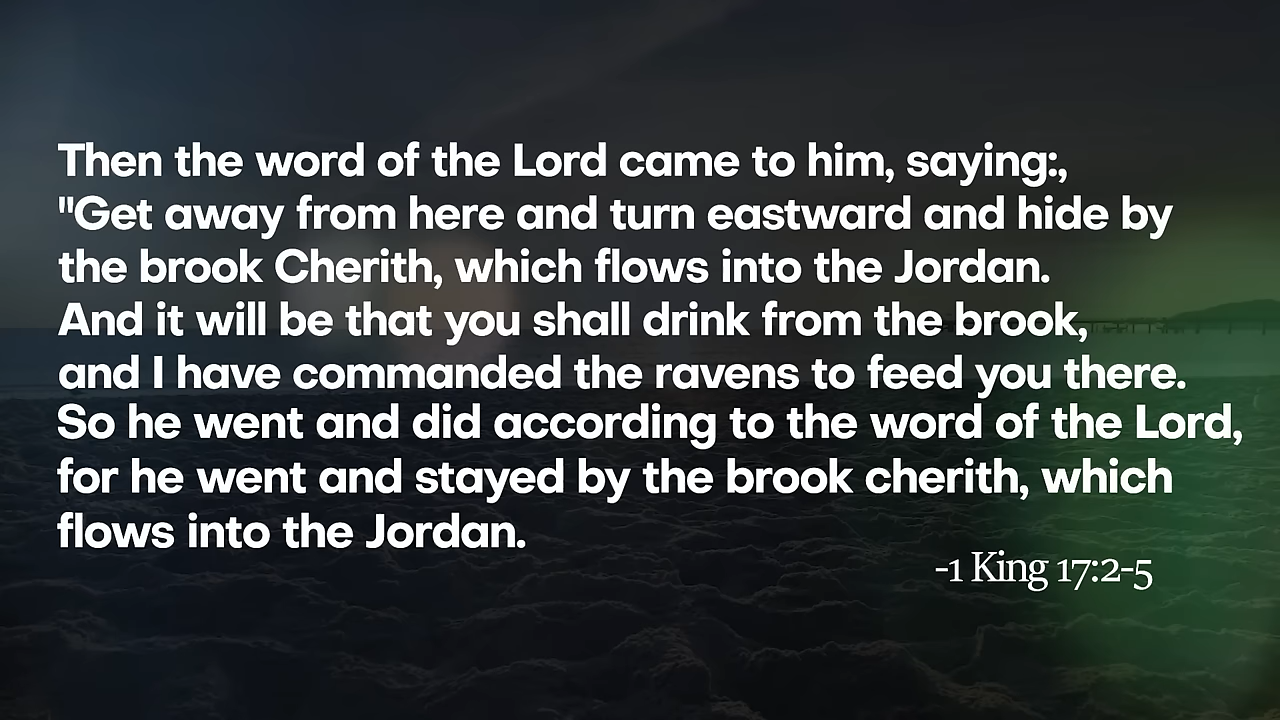 Then the word of the Lord came to him, saying:,
"Get away from here and turn eastward and hide by
the brook Cherith, which flows into the Jordan.
And it will be that you shall drink from the brook,
and I have commanded the ravens to feed you there.
So he went and did according to the word of the Lord,
for he went and stayed by the brook cherith, which
flows into the Jordan.
-1 King 17:2-5